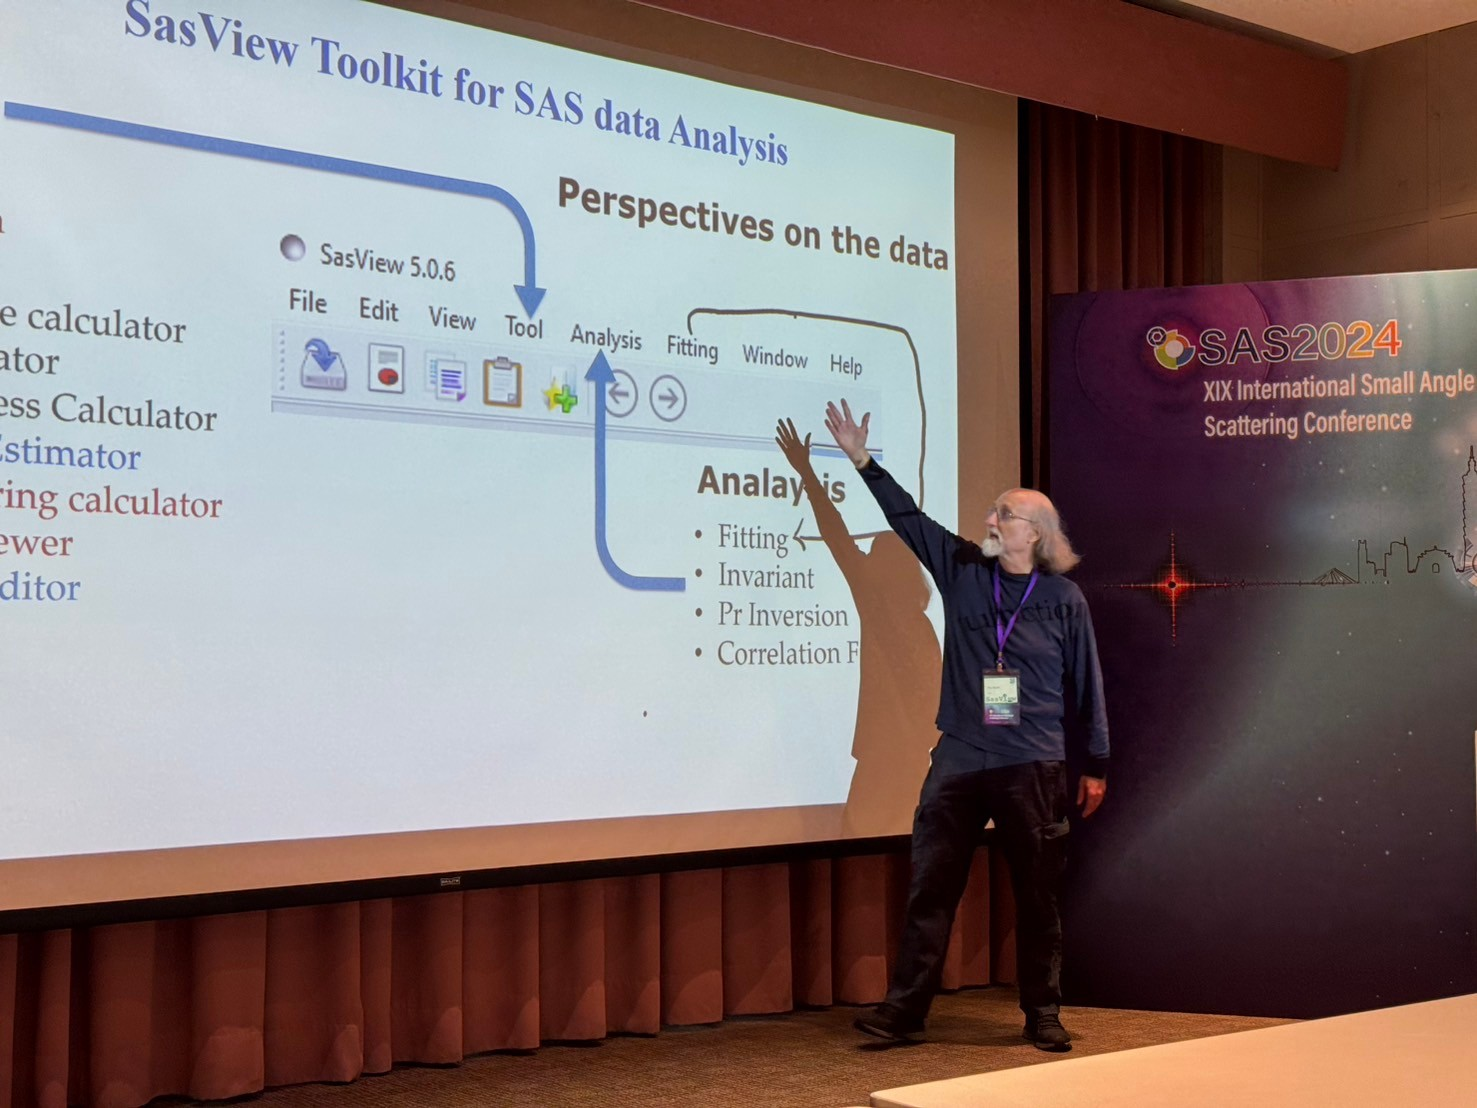 SasView Toolkit for SAS data Analysis
Perspectives on the data
SasView 5.0.6
File Edit View Tool Analysis Fitting Window Help
e calculator
ator
ess Calculator
Estimator
ring calculator
ewer
ditor
Analaysis
• Fitting
• Invariant
• Pr Inversion
• Correlation F
SAS2024
XIX International Small Angle
Scattering Conference
SasView